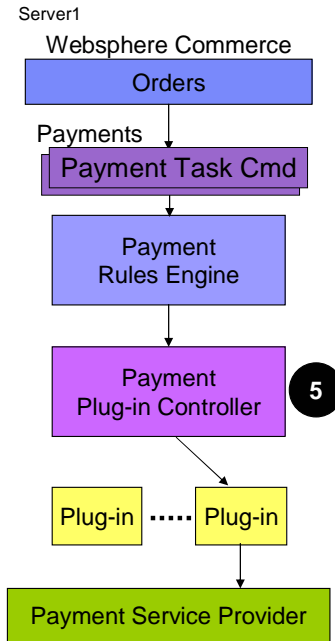 Server1
Websphere Commerce
Orders
Payments
Payment Task Cmd
Payment
Rules Engine
Payment
Plug-in Controller
5
Plug-in
Plug-in
Payment Service Provider